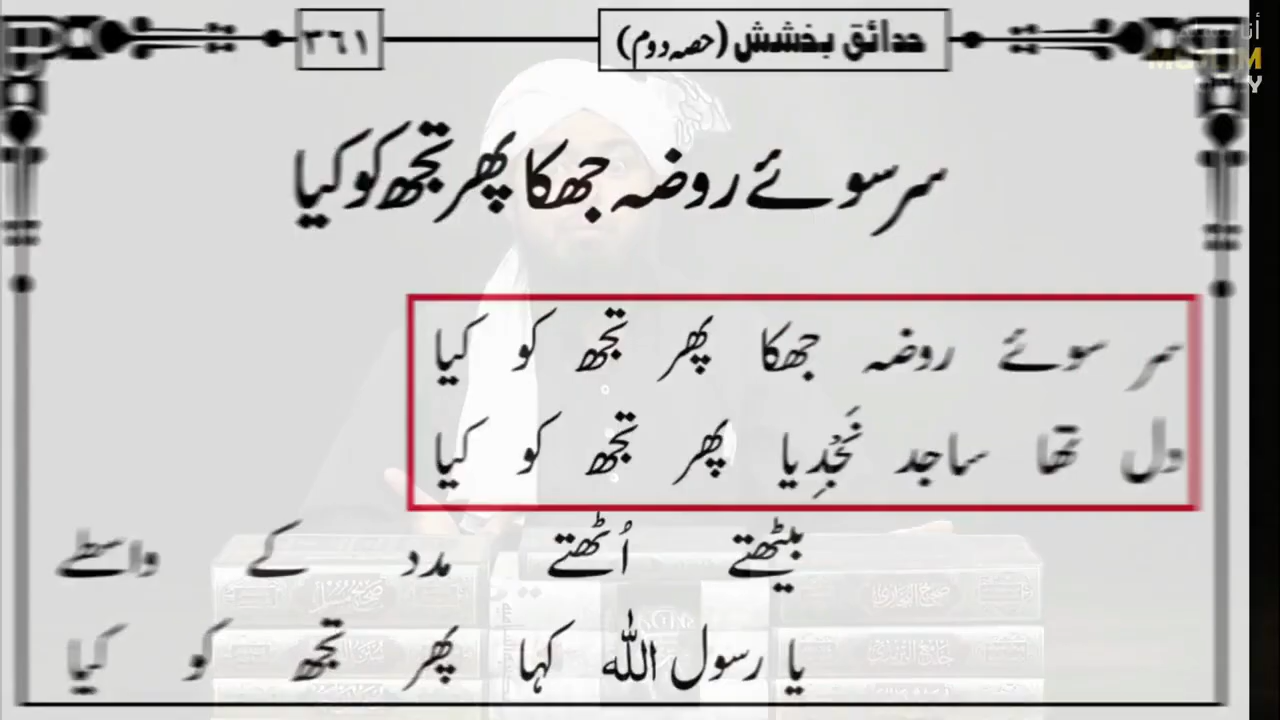 حدائق بخشش (حصہ دوم)
٣٦١
سر سوئے روضہ جھکا پھر تجھ کو کیا
سر سوئے روضہ جھکا پھر تجھ کو کیا
دل تھا ساجد نَجْدِیا پھر تجھ کو کیا
بیٹھتے اُٹھتے مدد کے واسطے
یا رسول اللّٰه کہا پھر تجھ کو کیا